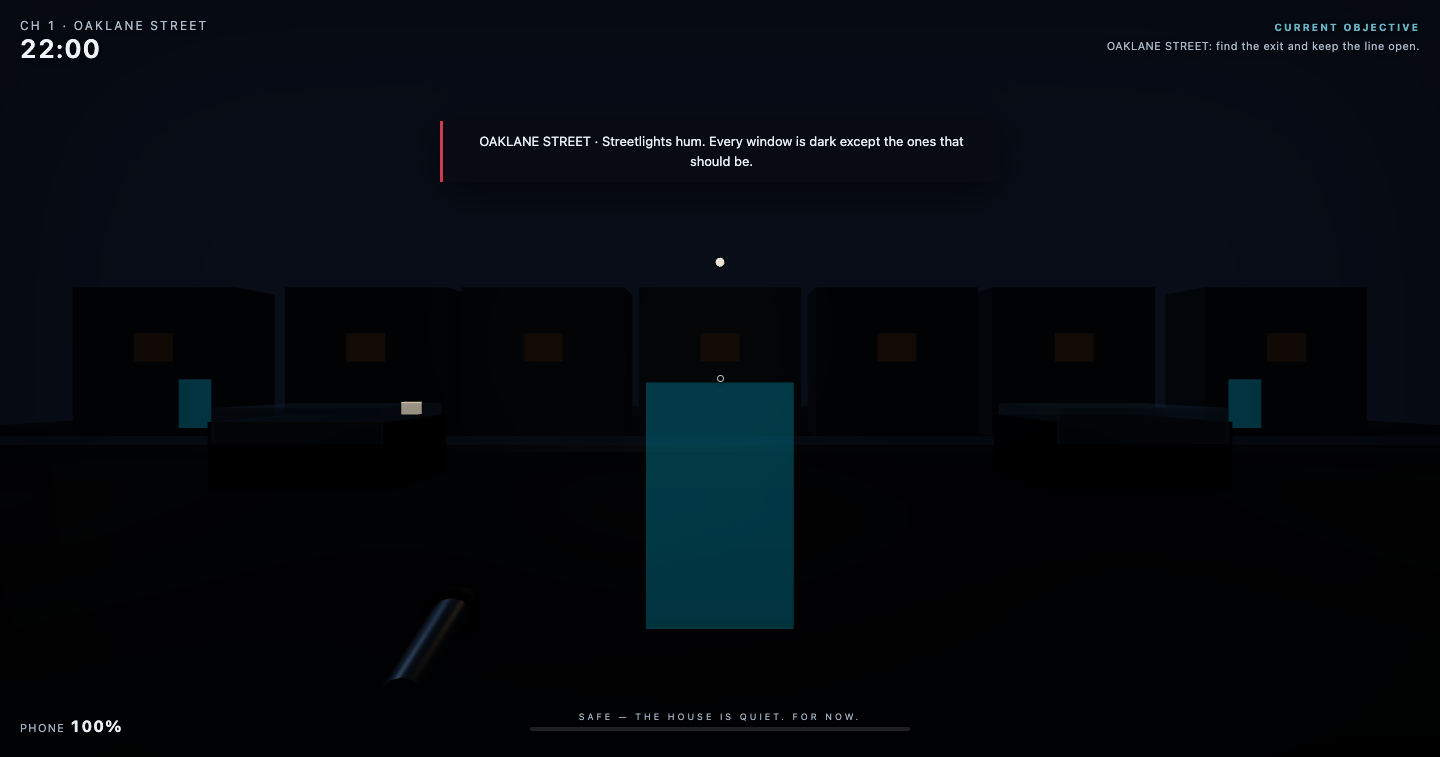 CH 1 · OAKLANE STREET
22:00
CURRENT OBJECTIVE
OAKLANE STREET: find the exit and keep the line open.
OAKLANE STREET · Streetlights hum. Every window is dark except the ones that
should be.
SAFE — THE HOUSE IS QUIET. FOR NOW.
PHONE 100%